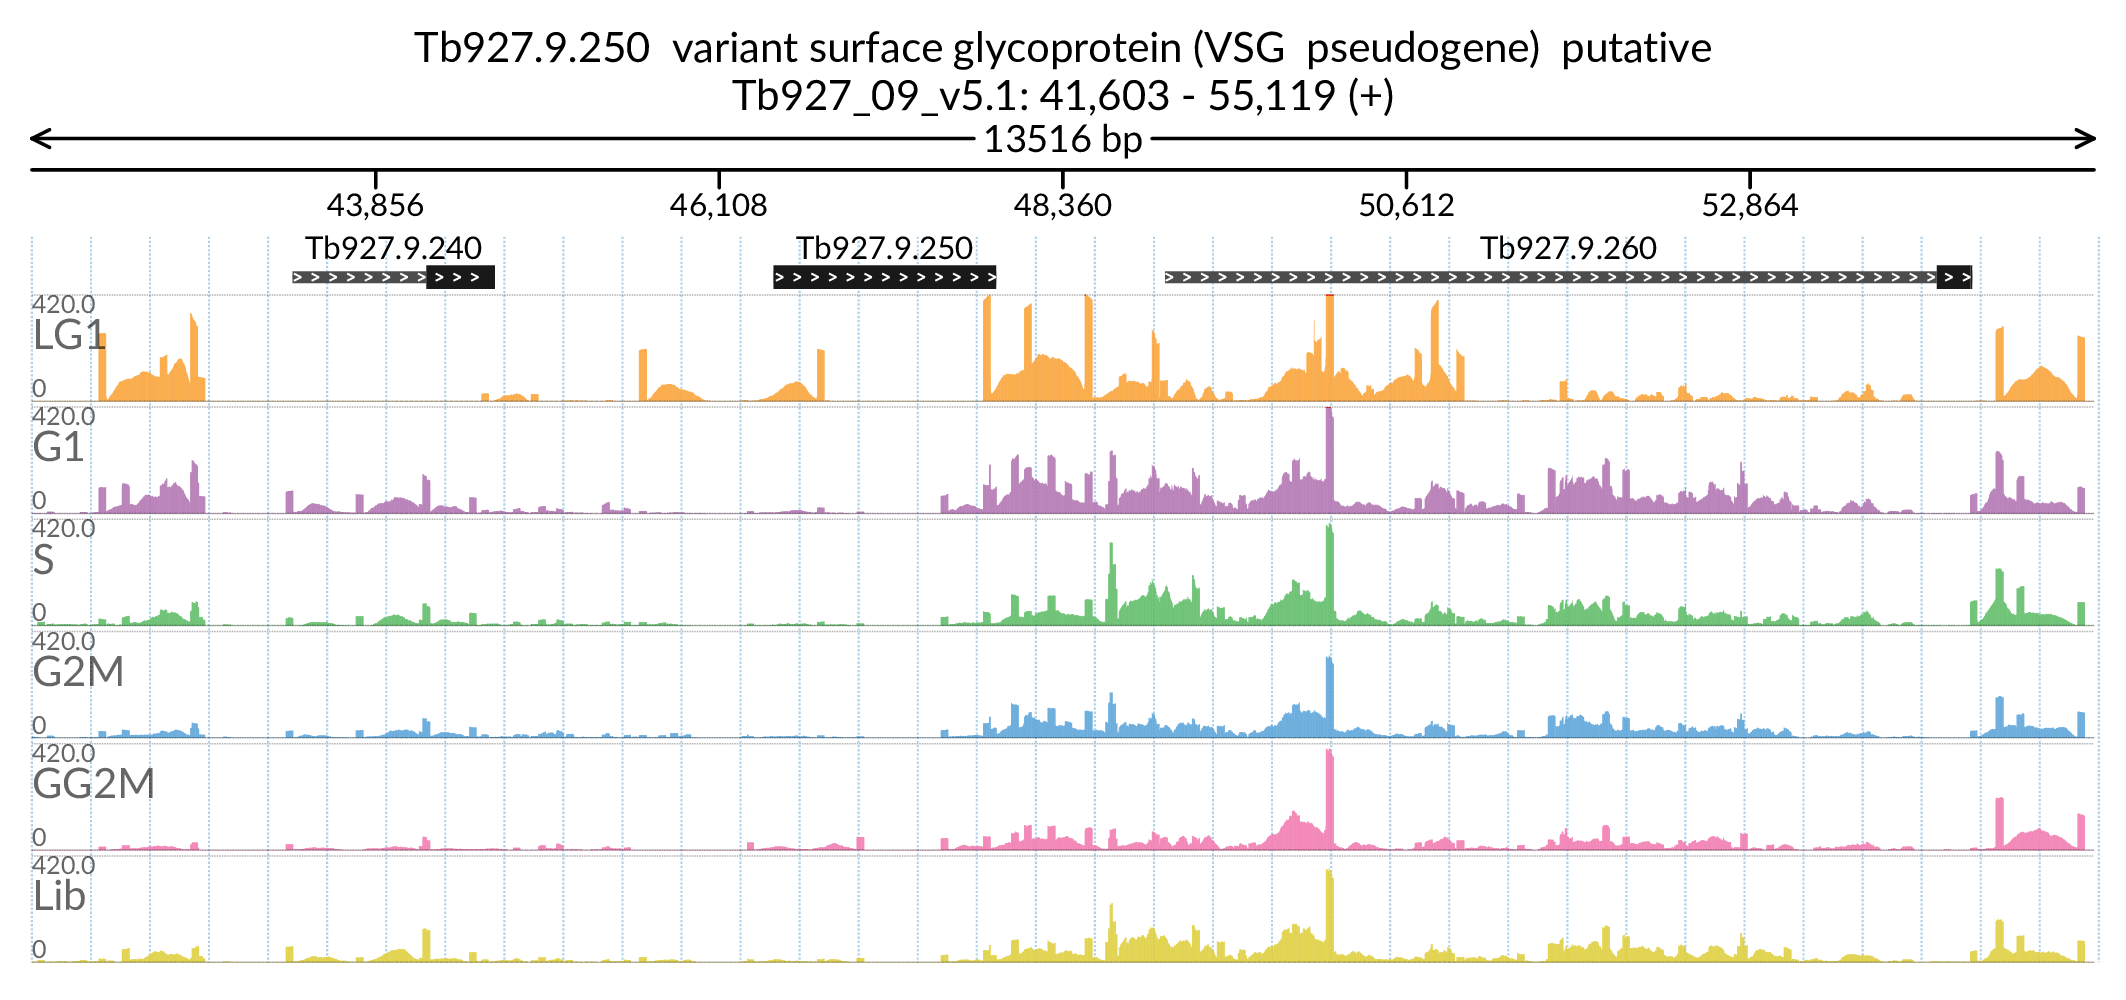 Tb927.9.250 variant surface glycoprotein (VSG pseudogene) putative
Tb927_09_v5.1: 41,603 - 55,119 (+)
13516 bp
43,856 46,108 48,360 50,612 52,864
Tb927.9.240 Tb927.9.250 Tb927.9.260
420.0
LG1
0
420.0
G1
0
420.0
S
0
420.0
G2M
0
420.0
GG2M
0
420.0
Lib
0